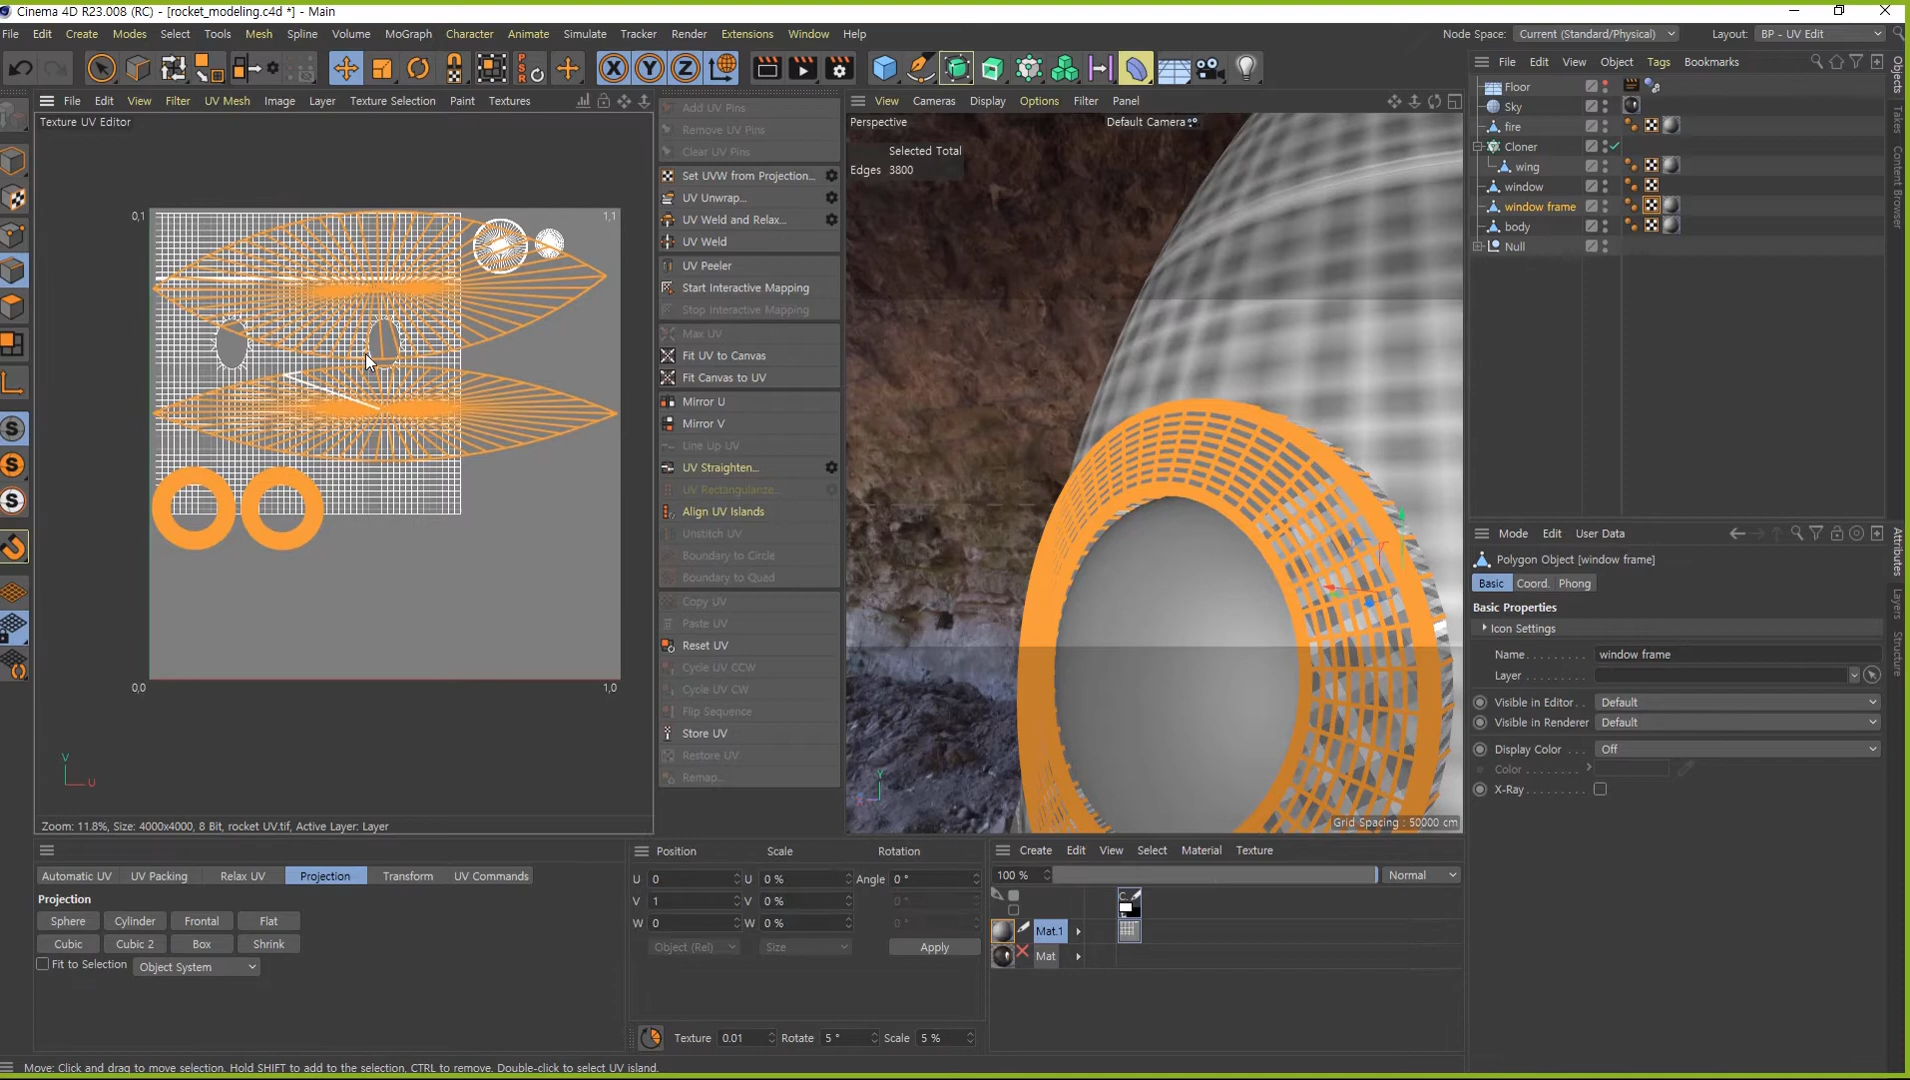 Cinema 4D R23.008 (RC) - [rocket_modeling.c4d *] - Main
File Edit Create Modes Select Tools Mesh Spline Volume MoGraph Character Animate Simulate Tracker Render Extensions Window Help
Node Space: Current (Standard/Physical) Layout: BP - UV Edit
File Edit View Filter UV Mesh Image Layer Texture Selection Paint Textures
Texture UV Editor
0,1 1,1
0,0 1,0
V
U
Zoom: 11.8%, Size: 4000x4000, 8 Bit, rocket UV.tif, Active Layer: Layer
Add UV Pins
Remove UV Pins
Clear UV Pins
Set UVW from Projection...
UV Unwrap...
UV Weld and Relax...
UV Weld
UV Peeler
Start Interactive Mapping
Stop Interactive Mapping
Max UV
Fit UV to Canvas
Fit Canvas to UV
Mirror U
Mirror V
Line Up UV
UV Straighten...
UV Rectangularize...
Align UV Islands
Unstitch UV
Boundary to Circle
Boundary to Quad
Copy UV
Paste UV
Reset UV
Cycle UV CCW
Cycle UV CW
Flip Sequence
Store UV
Restore UV
Remap...
View Cameras Display Options Filter Panel
Perspective Default Camera
Selected Total
Edges 3800
Grid Spacing : 50000 cm
File Edit View Object Tags Bookmarks
Floor
Sky
fire
Cloner
wing
window
window frame
body
Null
Objects
Takes
Content Browser
Mode Edit User Data
Polygon Object [window frame]
Basic Coord. Phong
Basic Properties
Icon Settings
Name window frame
Layer
Visible in Editor Default
Visible in Renderer Default
Display Color Off
Color
X-Ray
Attributes
Layers
Structure
Automatic UV UV Packing Relax UV Projection Transform UV Commands
Projection
Sphere Cylinder Frontal Flat
Cubic Cubic 2 Box Shrink
Fit to Selection Object System
Position Scale Rotation
U 0 U 0 % Angle 0 °
V 1 V 0 % 0 °
W 0 W 0 % 0 °
Object (Rel) Size Apply
Texture 0.01 Rotate 5 ° Scale 5 %
Create Edit View Select Material Texture
100 % Normal
C
Mat.1
Mat
Move: Click and drag to move selection. Hold SHIFT to add to the selection, CTRL to remove. Double-click to select UV island.